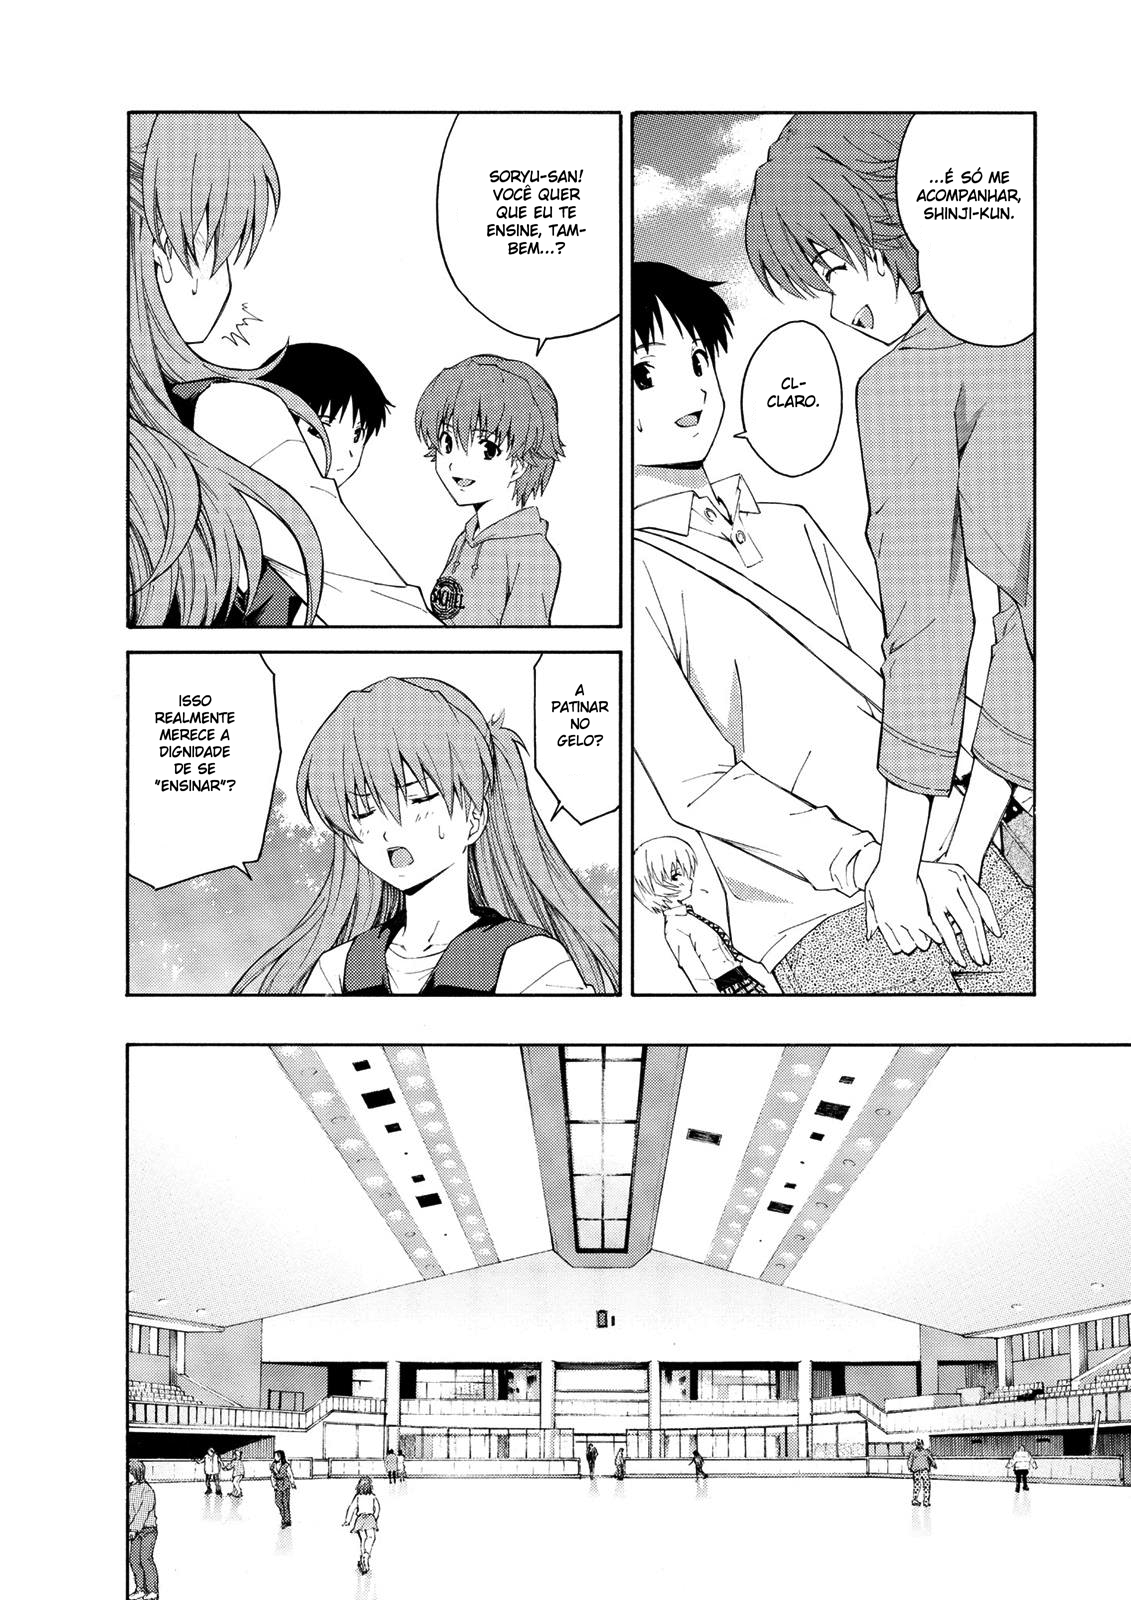 ...É SÓ ME
ACOMPANHAR,
SHINJI-KUN.
CL-
CLARO.
SORYU-SAN!
VOCÊ QUER
QUE EU TE
ENSINE, TAM-
BEM...?
SACHIEL
A
PATINAR
NO
GELO?
ISSO
REALMENTE
MERECE A
DIGNIDADE
DE SE
"ENSINAR"?